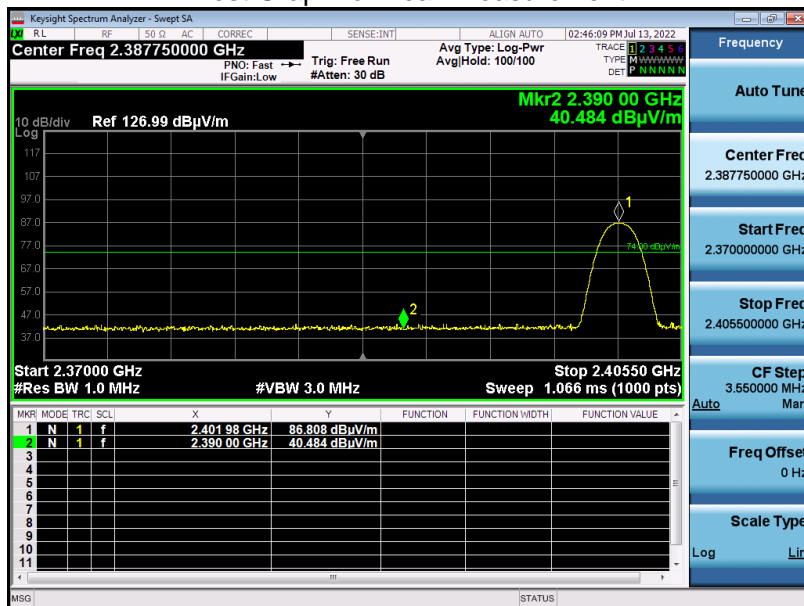 Keysight Spectrum Analyzer - Swept SA
LXI RL RF 50 Ω AC CORREC SENSE:INT ALIGN AUTO 02:46:09 PM Jul 13, 2022
Center Freq 2.387750000 GHz Avg Type: Log-Pwr TRACE 1 2 3 4 5 6
PNO: Fast Trig: Free Run Avg|Hold: 100/100 TYPE M WWWWW
IFGain:Low #Atten: 30 dB DET P N N N N N
Mkr2 2.390 00 GHz
10 dB/div Ref 126.99 dBµV/m 40.484 dBµV/m
Log
117
107
97.0
1
87.0
77.0
74.00 dBµV/m
67.0
57.0
47.0
2
37.0
Start 2.37000 GHz Stop 2.40550 GHz
#Res BW 1.0 MHz #VBW 3.0 MHz Sweep 1.066 ms (1000 pts)
MKR MODE TRC SCL X Y FUNCTION FUNCTION WIDTH FUNCTION VALUE
1 N 1 f 2.401 98 GHz 86.808 dBµV/m
2 N 1 f 2.390 00 GHz 40.484 dBµV/m
3
4
5
6
7
8
9
10
11
MSG STATUS
Frequency
Auto Tune
Center Freq
2.387750000 GHz
Start Freq
2.370000000 GHz
Stop Freq
2.405500000 GHz
CF Step
3.550000 MHz
Auto Man
Freq Offset
0 Hz
Scale Type
Log Lin